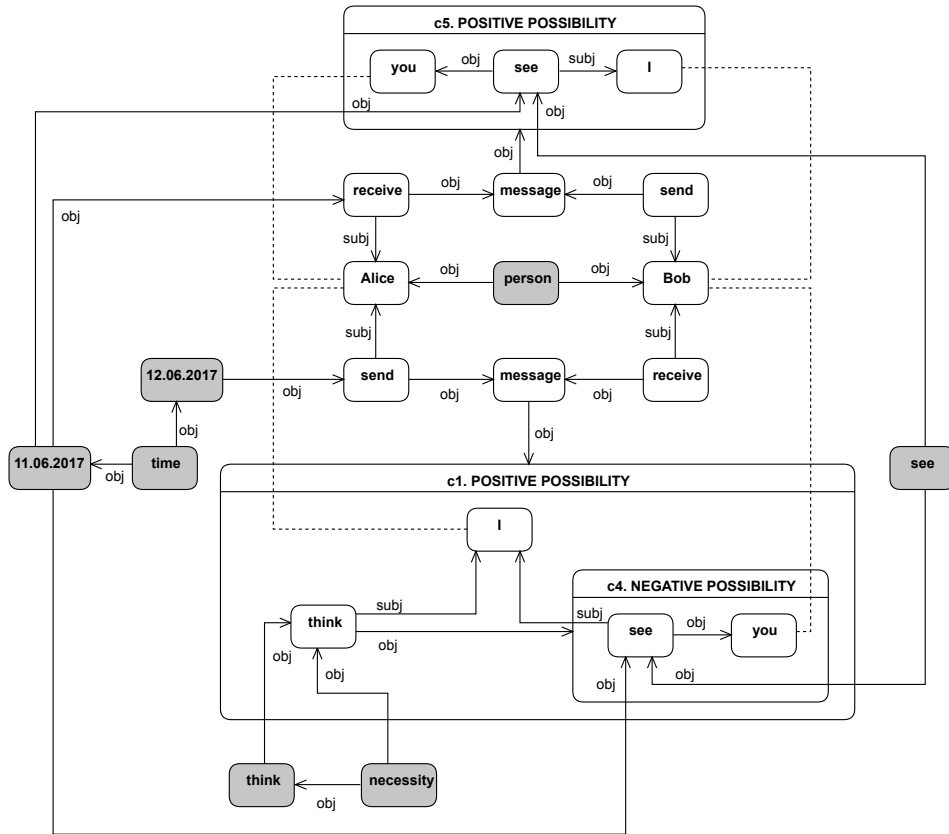 c5. POSITIVE POSSIBILITY
you
obj
see
subj
I
obj
obj
obj
receive
obj
message
obj
send
obj
subj
subj
Alice
obj
person
obj
Bob
subj
subj
12.06.2017
obj
send
obj
message
obj
receive
obj
obj
11.06.2017
obj
time
see
c1. POSITIVE POSSIBILITY
I
c4. NEGATIVE POSSIBILITY
subj
think
obj
subj
see
obj
you
obj
obj
obj
obj
think
obj
necessity